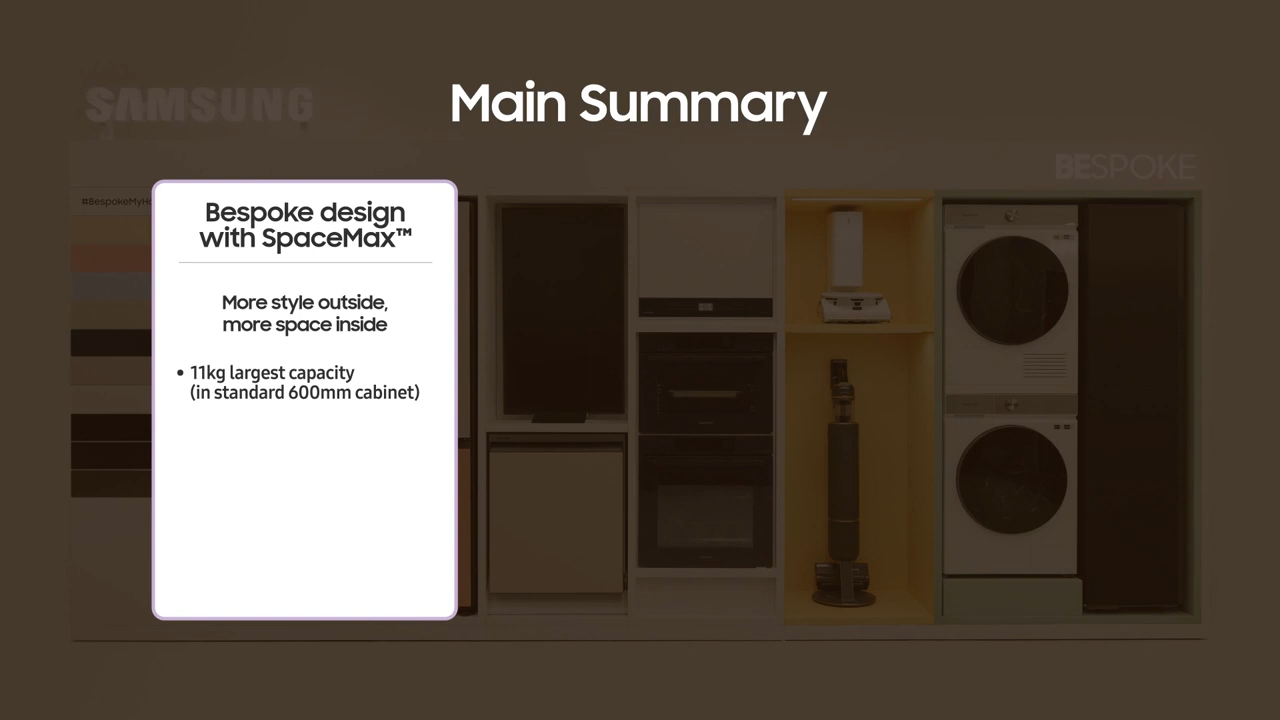 SAMSUNG
Main Summary
BESPOKE
#BespokeMyHo
Bespoke design
with SpaceMax™
More style outside,
more space inside
• 11kg largest capacity
(in standard 600mm cabinet)